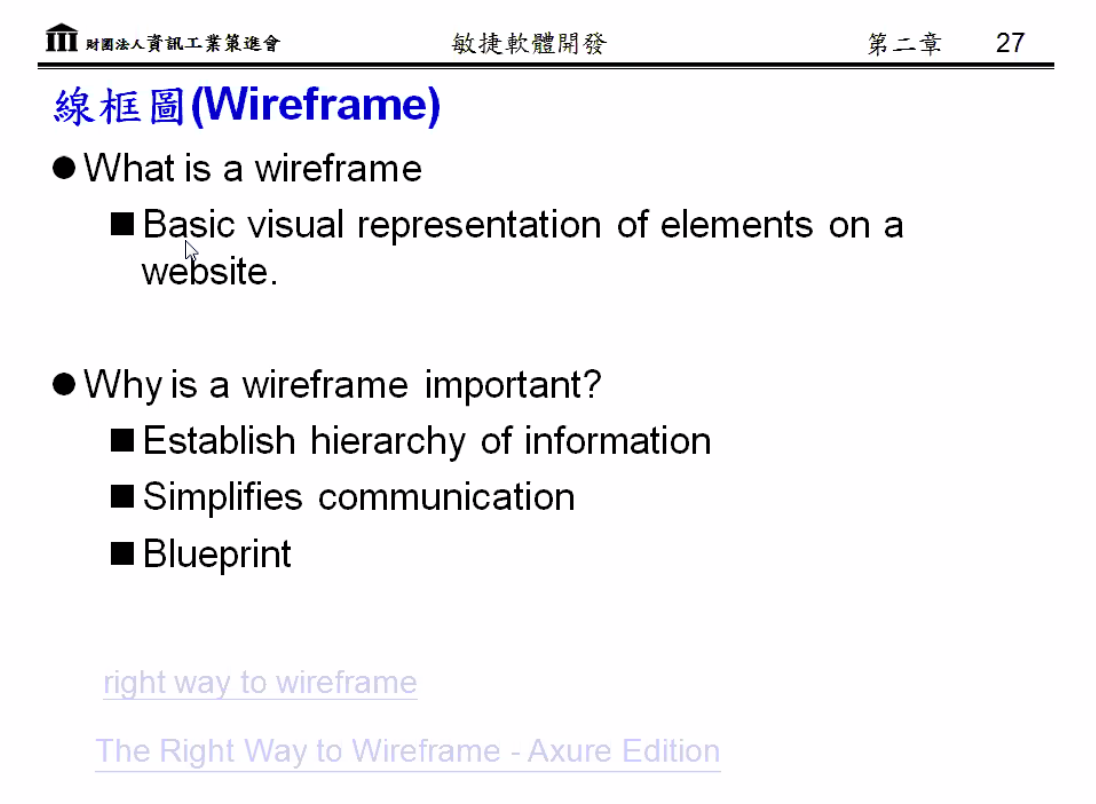 財團法人資訊工業策進會 敏捷軟體開發 第二章 27
線框圖(Wireframe)
What is a wireframe
Basic visual representation of elements on a
website.
Why is a wireframe important?
Establish hierarchy of information
Simplifies communication
Blueprint
right way to wireframe
The Right Way to Wireframe - Axure Edition